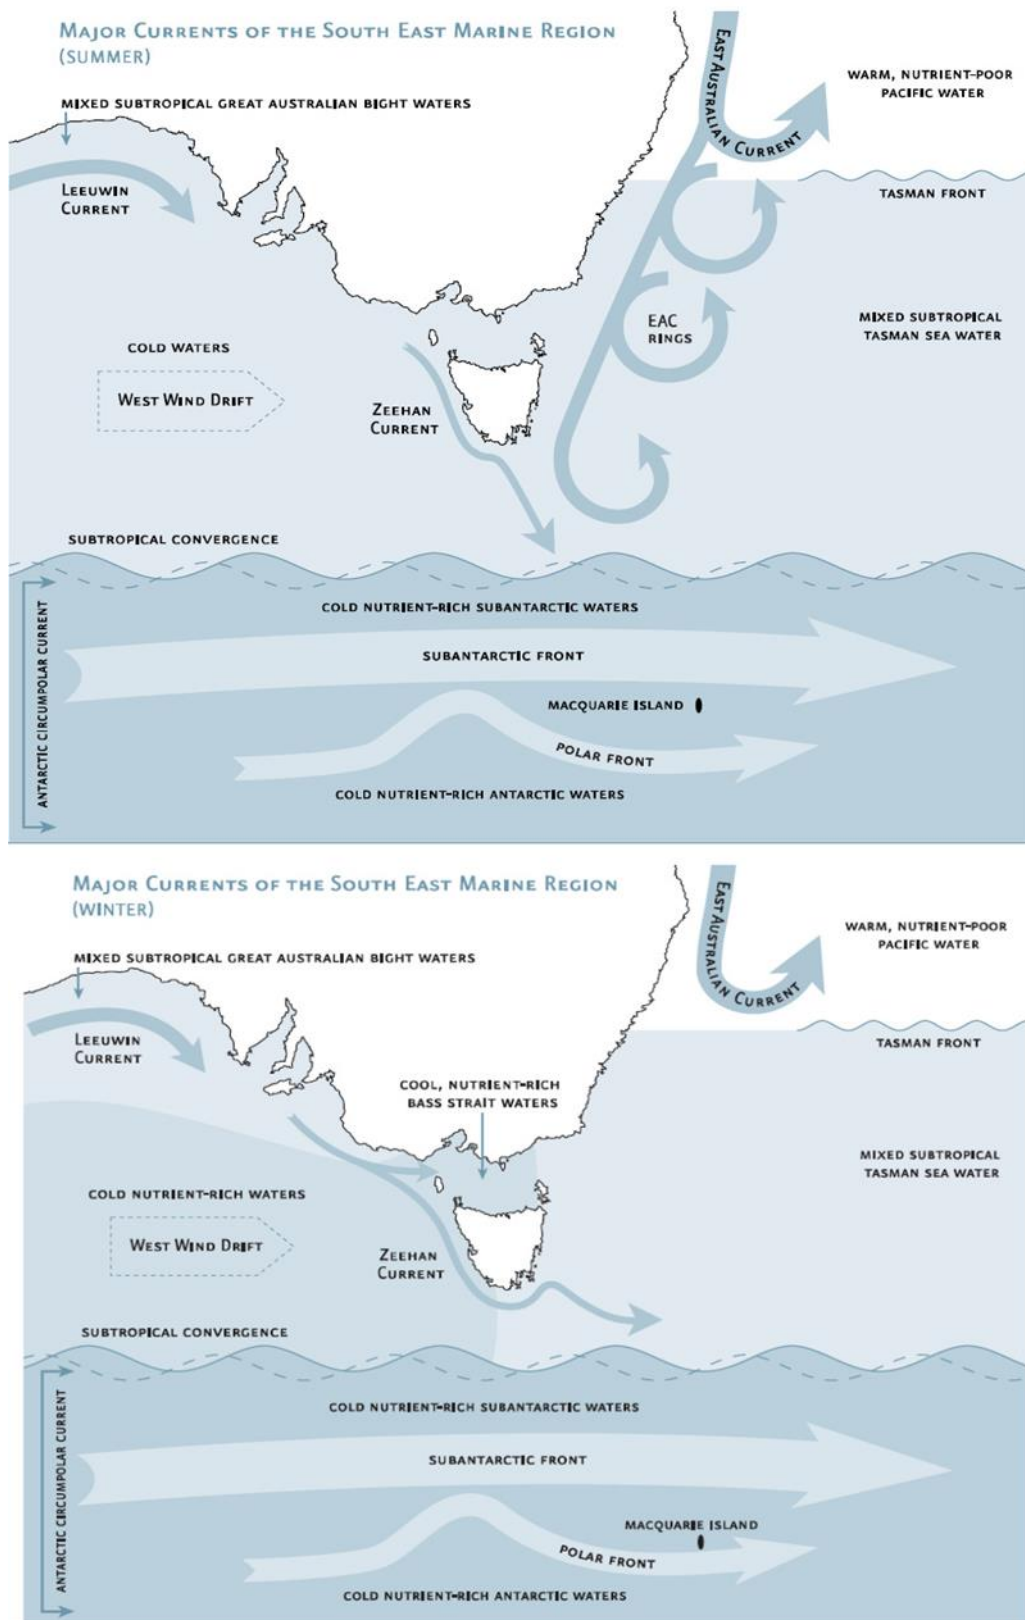 MAJOR CURRENTS OF THE SOUTH EAST MARINE REGION
(SUMMER)
MIXED SUBTROPICAL GREAT AUSTRALIAN BIGHT WATERS
LEEUWIN
CURRENT
EAST AUSTRALIAN CURRENT
WARM, NUTRIENT-POOR
PACIFIC WATER
TASMAN FRONT
EAC
RINGS
MIXED SUBTROPICAL
TASMAN SEA WATER
COLD WATERS
WEST WIND DRIFT
ZEEHAN
CURRENT
SUBTROPICAL CONVERGENCE
ANTARCTIC CIRCUMPOLAR CURRENT
COLD NUTRIENT-RICH SUBANTARCTIC WATERS
SUBANTARCTIC FRONT
MACQUARIE ISLAND
POLAR FRONT
COLD NUTRIENT-RICH ANTARCTIC WATERS
MAJOR CURRENTS OF THE SOUTH EAST MARINE REGION
(WINTER)
MIXED SUBTROPICAL GREAT AUSTRALIAN BIGHT WATERS
LEEUWIN
CURRENT
EAST AUSTRALIAN CURRENT
WARM, NUTRIENT-POOR
PACIFIC WATER
TASMAN FRONT
COOL, NUTRIENT-RICH
BASS STRAIT WATERS
MIXED SUBTROPICAL
TASMAN SEA WATER
COLD NUTRIENT-RICH WATERS
WEST WIND DRIFT
ZEEHAN
CURRENT
SUBTROPICAL CONVERGENCE
ANTARCTIC CIRCUMPOLAR CURRENT
COLD NUTRIENT-RICH SUBANTARCTIC WATERS
SUBANTARCTIC FRONT
MACQUARIE ISLAND
POLAR FRONT
COLD NUTRIENT-RICH ANTARCTIC WATERS